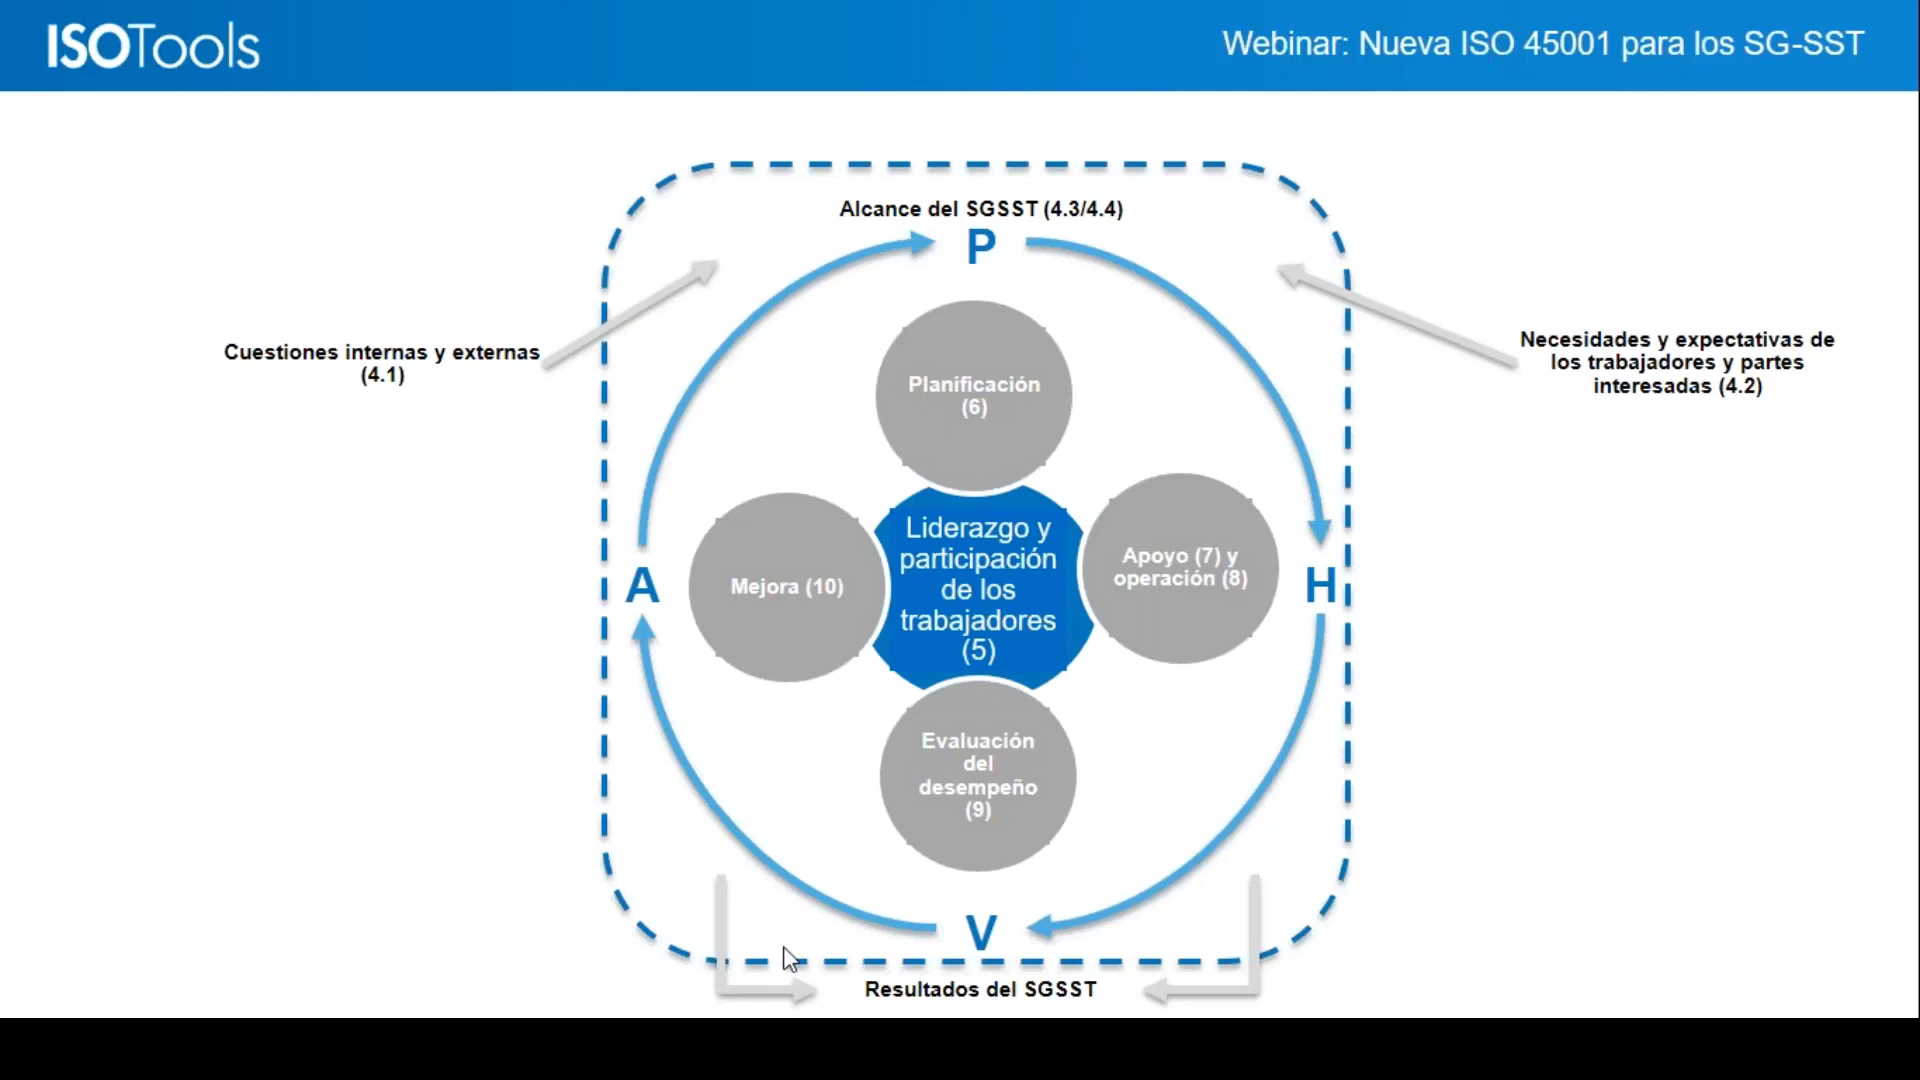 ISOTools
Webinar: Nueva ISO 45001 para los SG-SST
Alcance del SGSST (4.3/4.4)
P
Cuestiones internas y externas
(4.1)
Necesidades y expectativas de
los trabajadores y partes
interesadas (4.2)
Planificación
(6)
Liderazgo y
participación
de los
trabajadores
(5)
Apoyo (7) y
operación (8)
Mejora (10)
A
H
Evaluación
del
desempeño
(9)
V
Resultados del SGSST